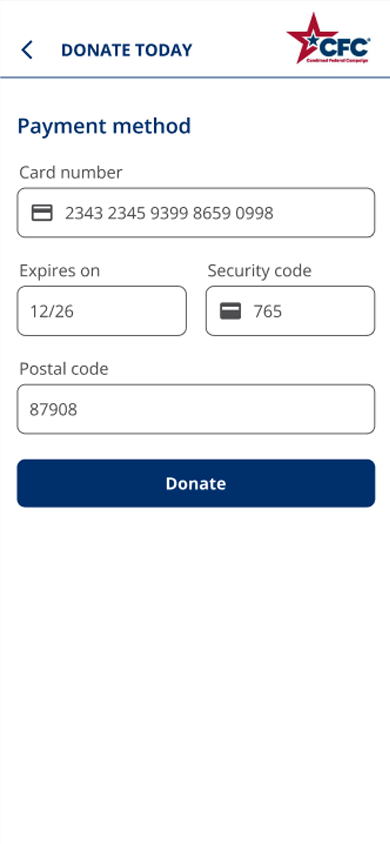 DONATE TODAY
CFC
Combined Federal Campaign
Payment method
Card number
2343 2345 9399 8659 0998
Expires on
Security code
12/26
765
Postal code
87908
Donate